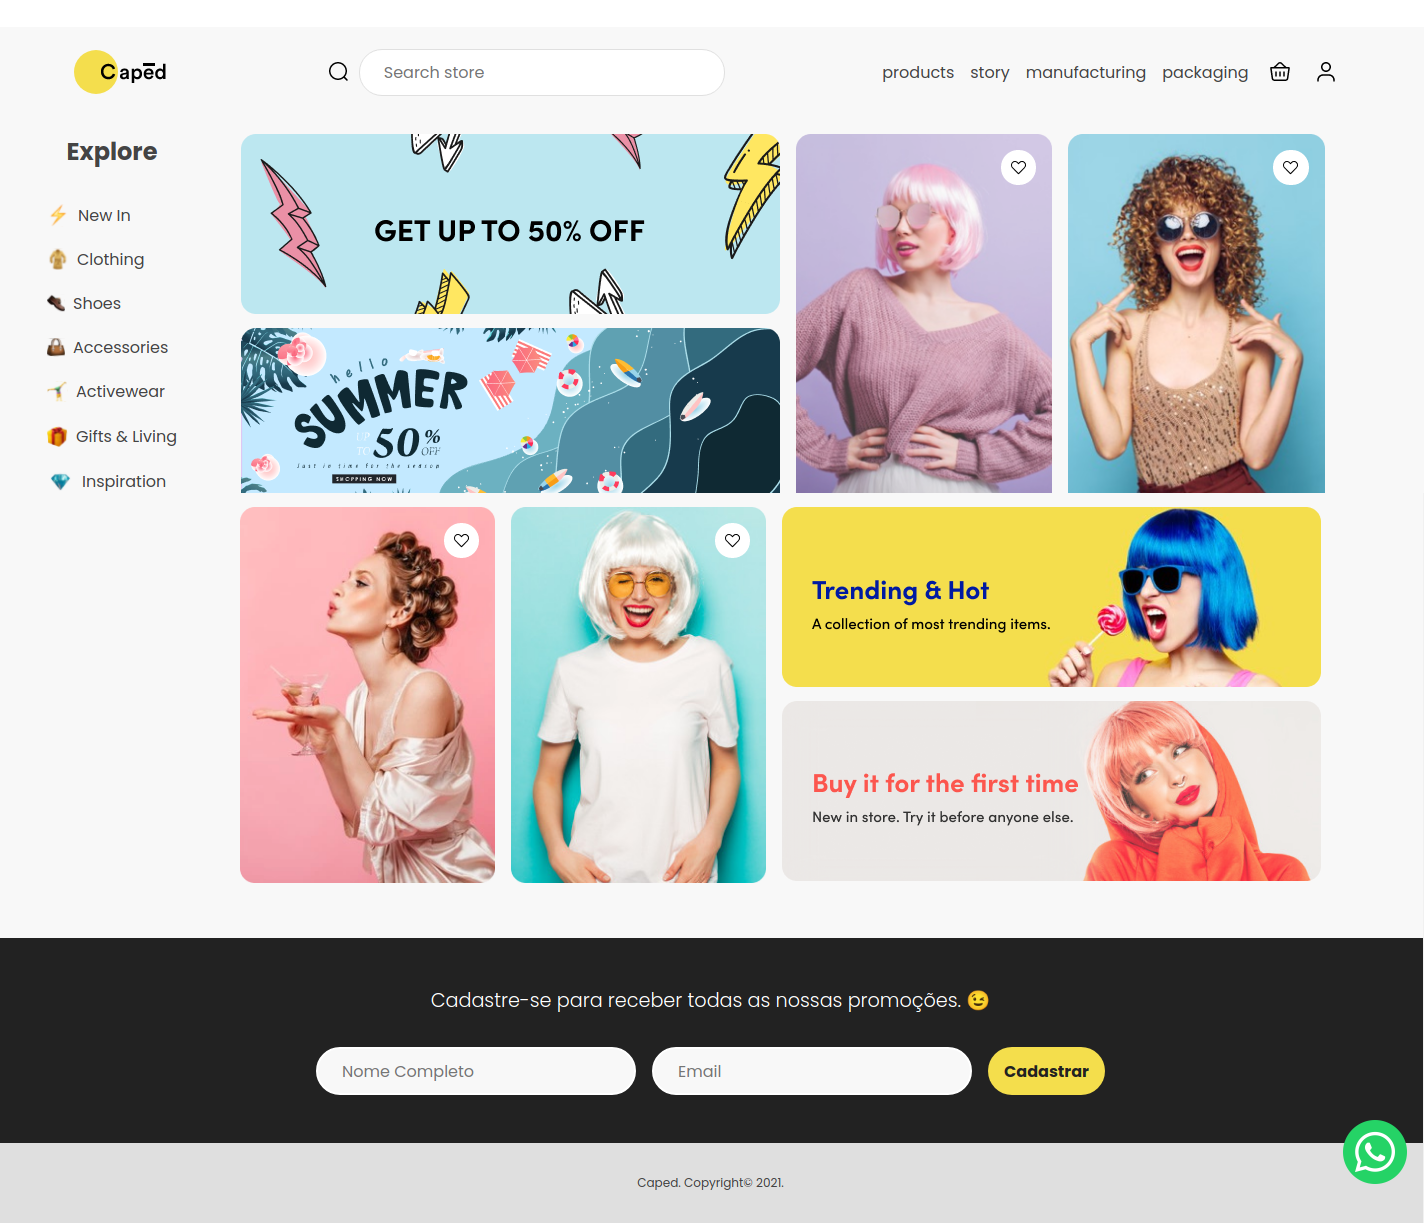 Caped
Search store
products story manufacturing packaging
Explore
New In
Clothing
Shoes
Accessories
Activewear
Gifts & Living
Inspiration
GET UP TO 50% OFF
hello
SUMMER
UP TO 50% OFF
Just in time for the season
SHOPPING NOW
Trending & Hot
A collection of most trending items.
Buy it for the first time
New in store. Try it before anyone else.
Cadastre-se para receber todas as nossas promoções. 😉
Nome Completo
Email
Cadastrar
Caped. Copyright© 2021.